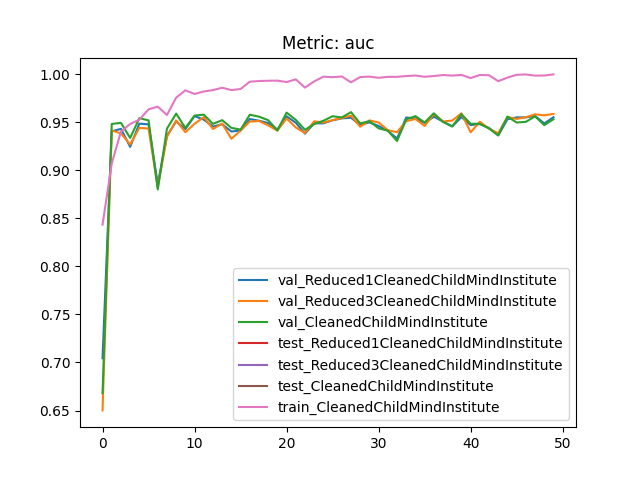 Metric: auc
1.00
0.95
0.90
0.85
0.80
0.75
0.70
0.65
0
10
20
30
40
50
val_Reduced1CleanedChildMindInstitute
val_Reduced3CleanedChildMindInstitute
val_CleanedChildMindInstitute
test_Reduced1CleanedChildMindInstitute
test_Reduced3CleanedChildMindInstitute
test_CleanedChildMindInstitute
train_CleanedChildMindInstitute